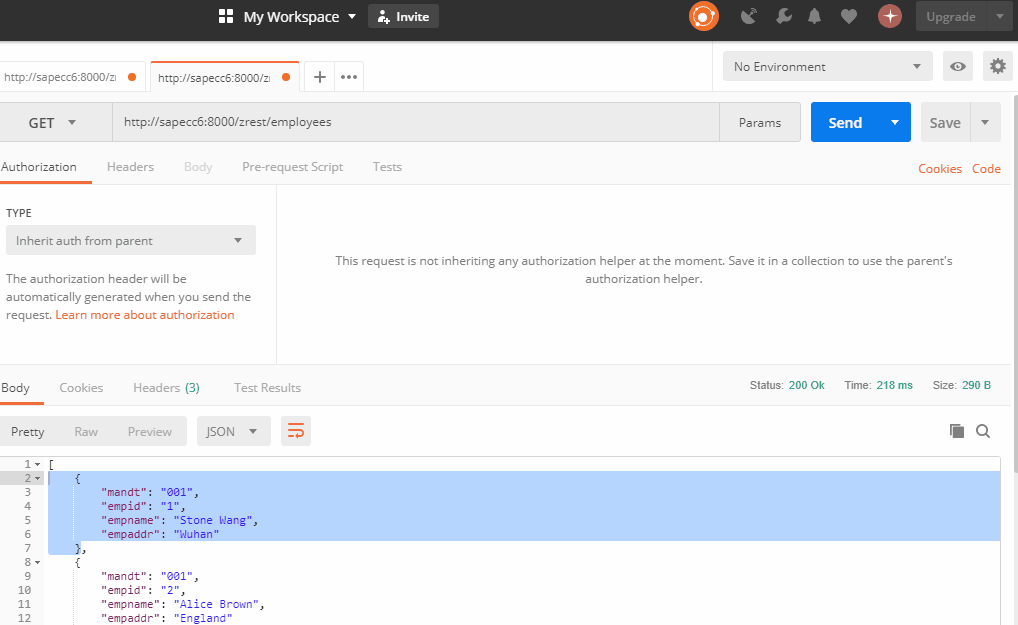 My Workspace Invite Upgrade
http://sapecc6:8000/z http://sapecc6:8000/z No Environment
GET http://sapecc6:8000/zrest/employees Params Send Save
Authorization Headers Body Pre-request Script Tests Cookies Code
TYPE
Inherit auth from parent
The authorization header will be
automatically generated when you send the
request. Learn more about authorization
This request is not inheriting any authorization helper at the moment. Save it in a collection to use the parent's
authorization helper.
Body Cookies Headers (3) Test Results Status: 200 Ok Time: 218 ms Size: 290 B
Pretty Raw Preview JSON
1 [
2 {
3 "mandt": "001",
4 "empid": "1",
5 "empname": "Stone Wang",
6 "empaddr": "Wuhan"
7 },
8 {
9 "mandt": "001",
10 "empid": "2",
11 "empname": "Alice Brown",
12 "empaddr": "England"